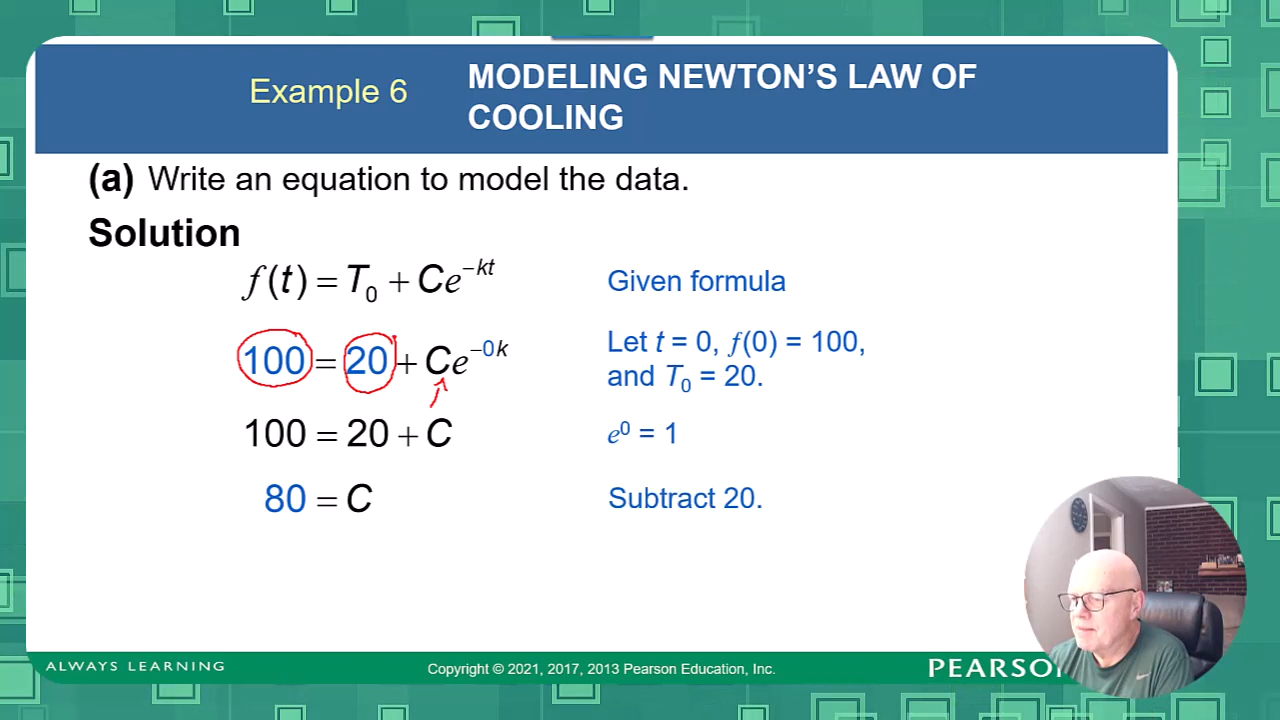 Example 6
MODELING NEWTON'S LAW OF
COOLING
(a) Write an equation to model the data.
Solution
f(t) = T₀ + Ce⁻ᵏᵗ Given formula
100 = 20 + Ce⁻⁰ᵏ Let t = 0, f(0) = 100,
and T₀ = 20.
100 = 20 + C e⁰ = 1
80 = C Subtract 20.
ALWAYS LEARNING Copyright © 2021, 2017, 2013 Pearson Education, Inc. PEARSON